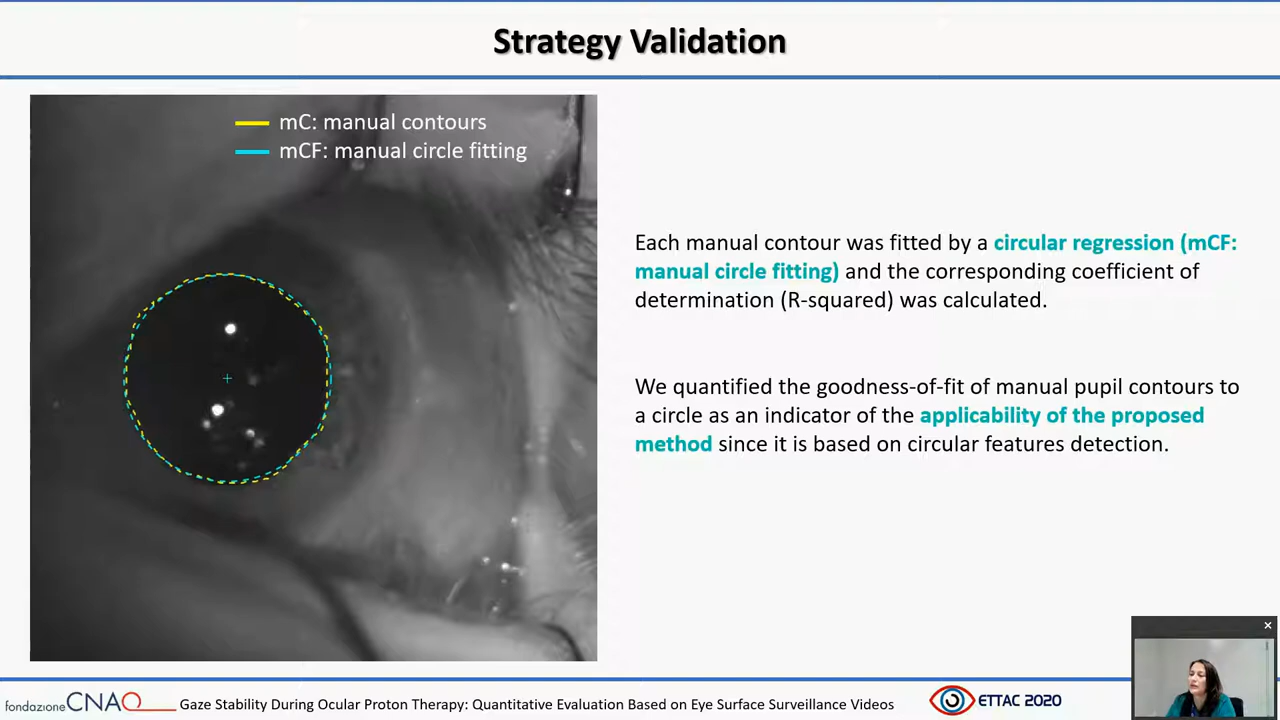 Strategy Validation
mC: manual contours
mCF: manual circle fitting
Each manual contour was fitted by a circular regression (mCF:
manual circle fitting) and the corresponding coefficient of
determination (R-squared) was calculated.
We quantified the goodness-of-fit of manual pupil contours to
a circle as an indicator of the applicability of the proposed
method since it is based on circular features detection.
fondazione CNAO
Gaze Stability During Ocular Proton Therapy: Quantitative Evaluation Based on Eye Surface Surveillance Videos
ETTAC 2020